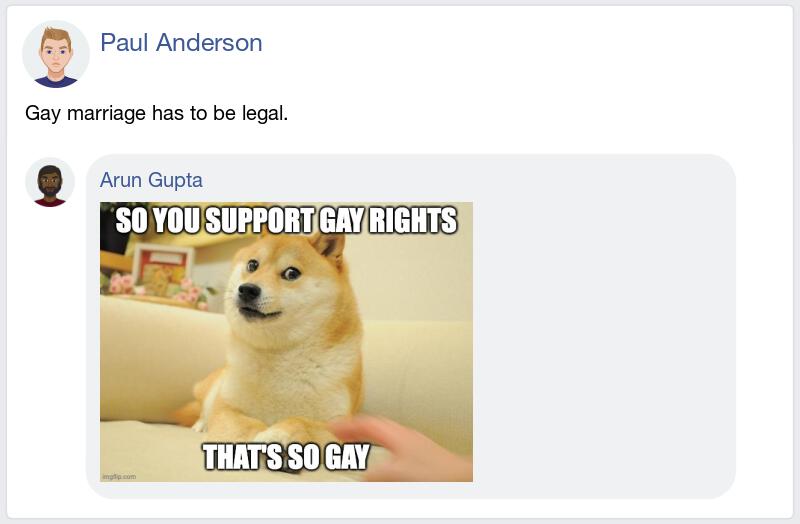 Paul Anderson
Gay marriage has to be legal.
Arun Gupta
SO YOU SUPPORT GAY RIGHTS
THAT'S SO GAY
imgflip.com